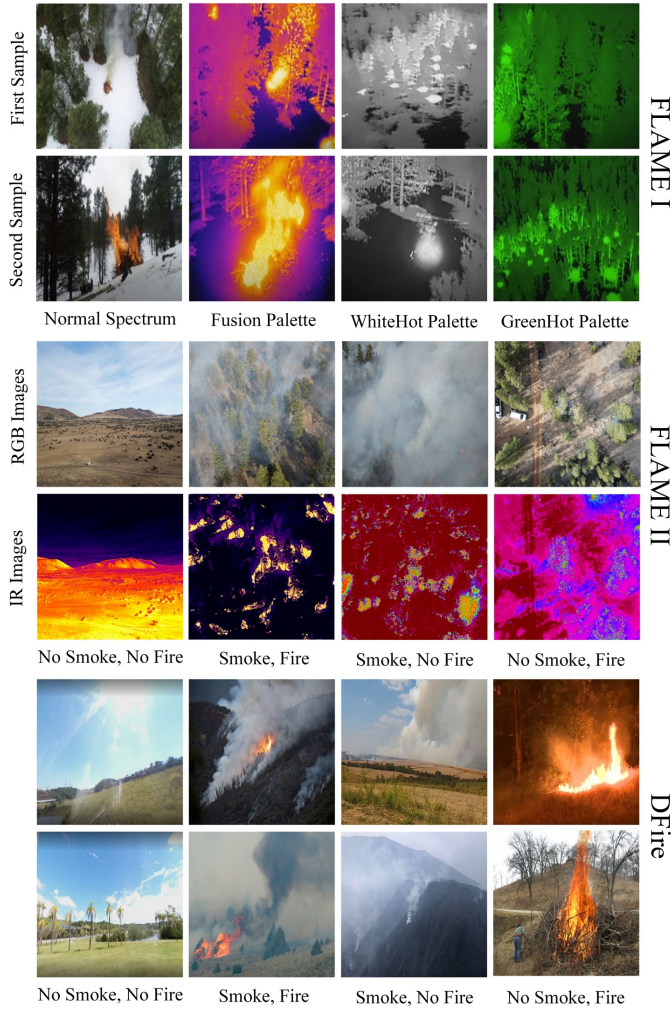 First Sample
FLAME I
Second Sample
Normal Spectrum
Fusion Palette
WhiteHot Palette
GreenHot Palette
RGB Images
FLAME II
IR Images
No Smoke, No Fire
Smoke, Fire
Smoke, No Fire
No Smoke, Fire
DFire
No Smoke, No Fire
Smoke, Fire
Smoke, No Fire
No Smoke, Fire